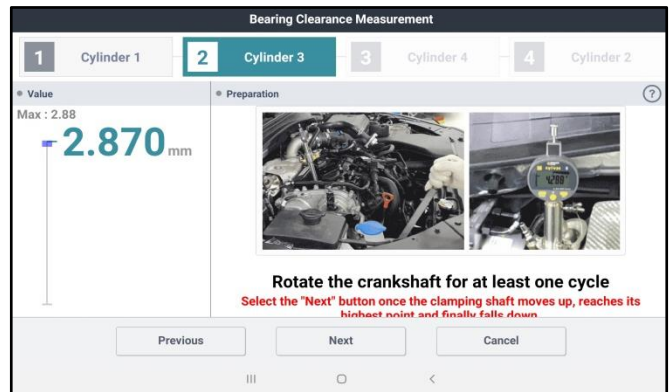 Bearing Clearance Measurement
1 Cylinder 1
2 Cylinder 3
3 Cylinder 4
4 Cylinder 2
Value
Preparation
?
Max : 2.88
2.870 mm
Rotate the crankshaft for at least one cycle
Select the "Next" button once the clamping shaft moves up, reaches its
highest point and finally falls down
Previous
Next
Cancel